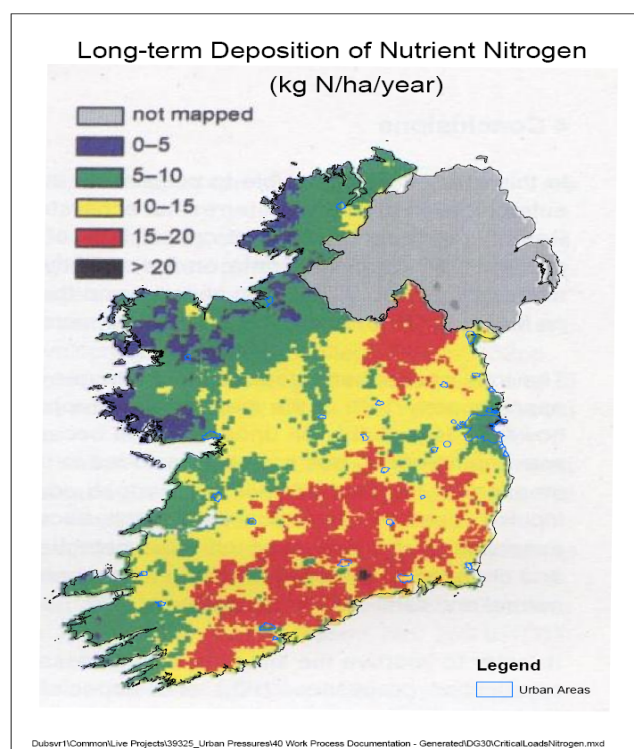 Long-term Deposition of Nutrient Nitrogen
(kg N/ha/year)
not mapped
0–5
5–10
10–15
15–20
> 20
Legend
Urban Areas
Dubsvr1\Common\Live Projects\39325_Urban Pressures\40 Work Process Documentation - Generated\DG30\CriticalLoadsNitrogen.mxd